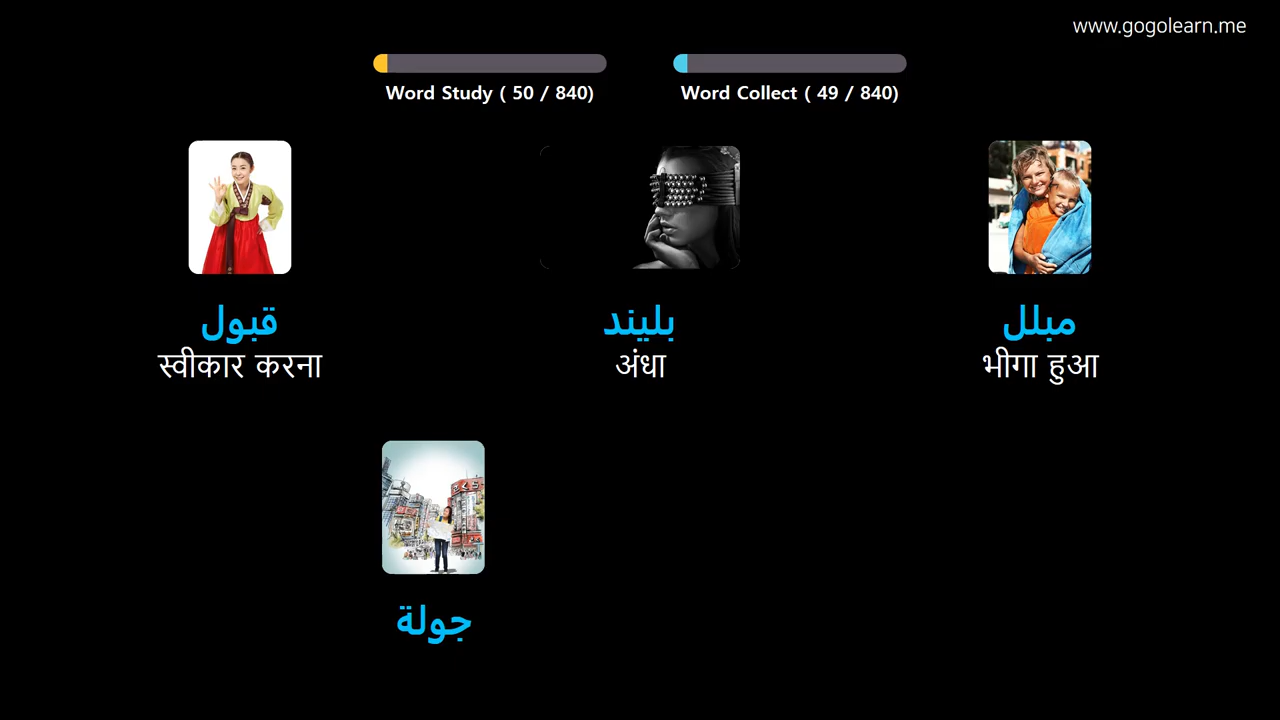 www.gogolearn.me
Word Study ( 50 / 840)
Word Collect ( 49 / 840)
قبول
स्वीकार करना
بليند
अंधा
مبلل
भीगा हुआ
جولة